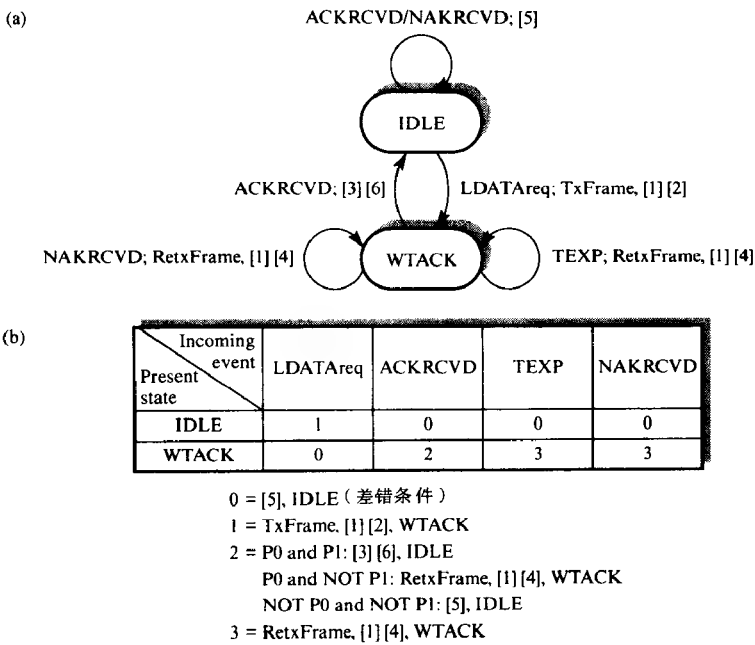 (a)
ACKRCVD/NAKRCVD; [5]
IDLE
ACKRCVD; [3] [6]
LDATAreq; TxFrame, [1] [2]
NAKRCVD; RetxFrame, [1] [4]
WTACK
TEXP; RetxFrame, [1] [4]
(b)
Incoming event
Present state
LDATAreq ACKRCVD TEXP NAKRCVD
IDLE 1 0 0 0
WTACK 0 2 3 3
0 = [5], IDLE (差错条件)
1 = TxFrame, [1] [2], WTACK
2 = P0 and P1: [3] [6], IDLE
P0 and NOT P1: RetxFrame, [1] [4], WTACK
NOT P0 and NOT P1: [5], IDLE
3 = RetxFrame, [1] [4], WTACK